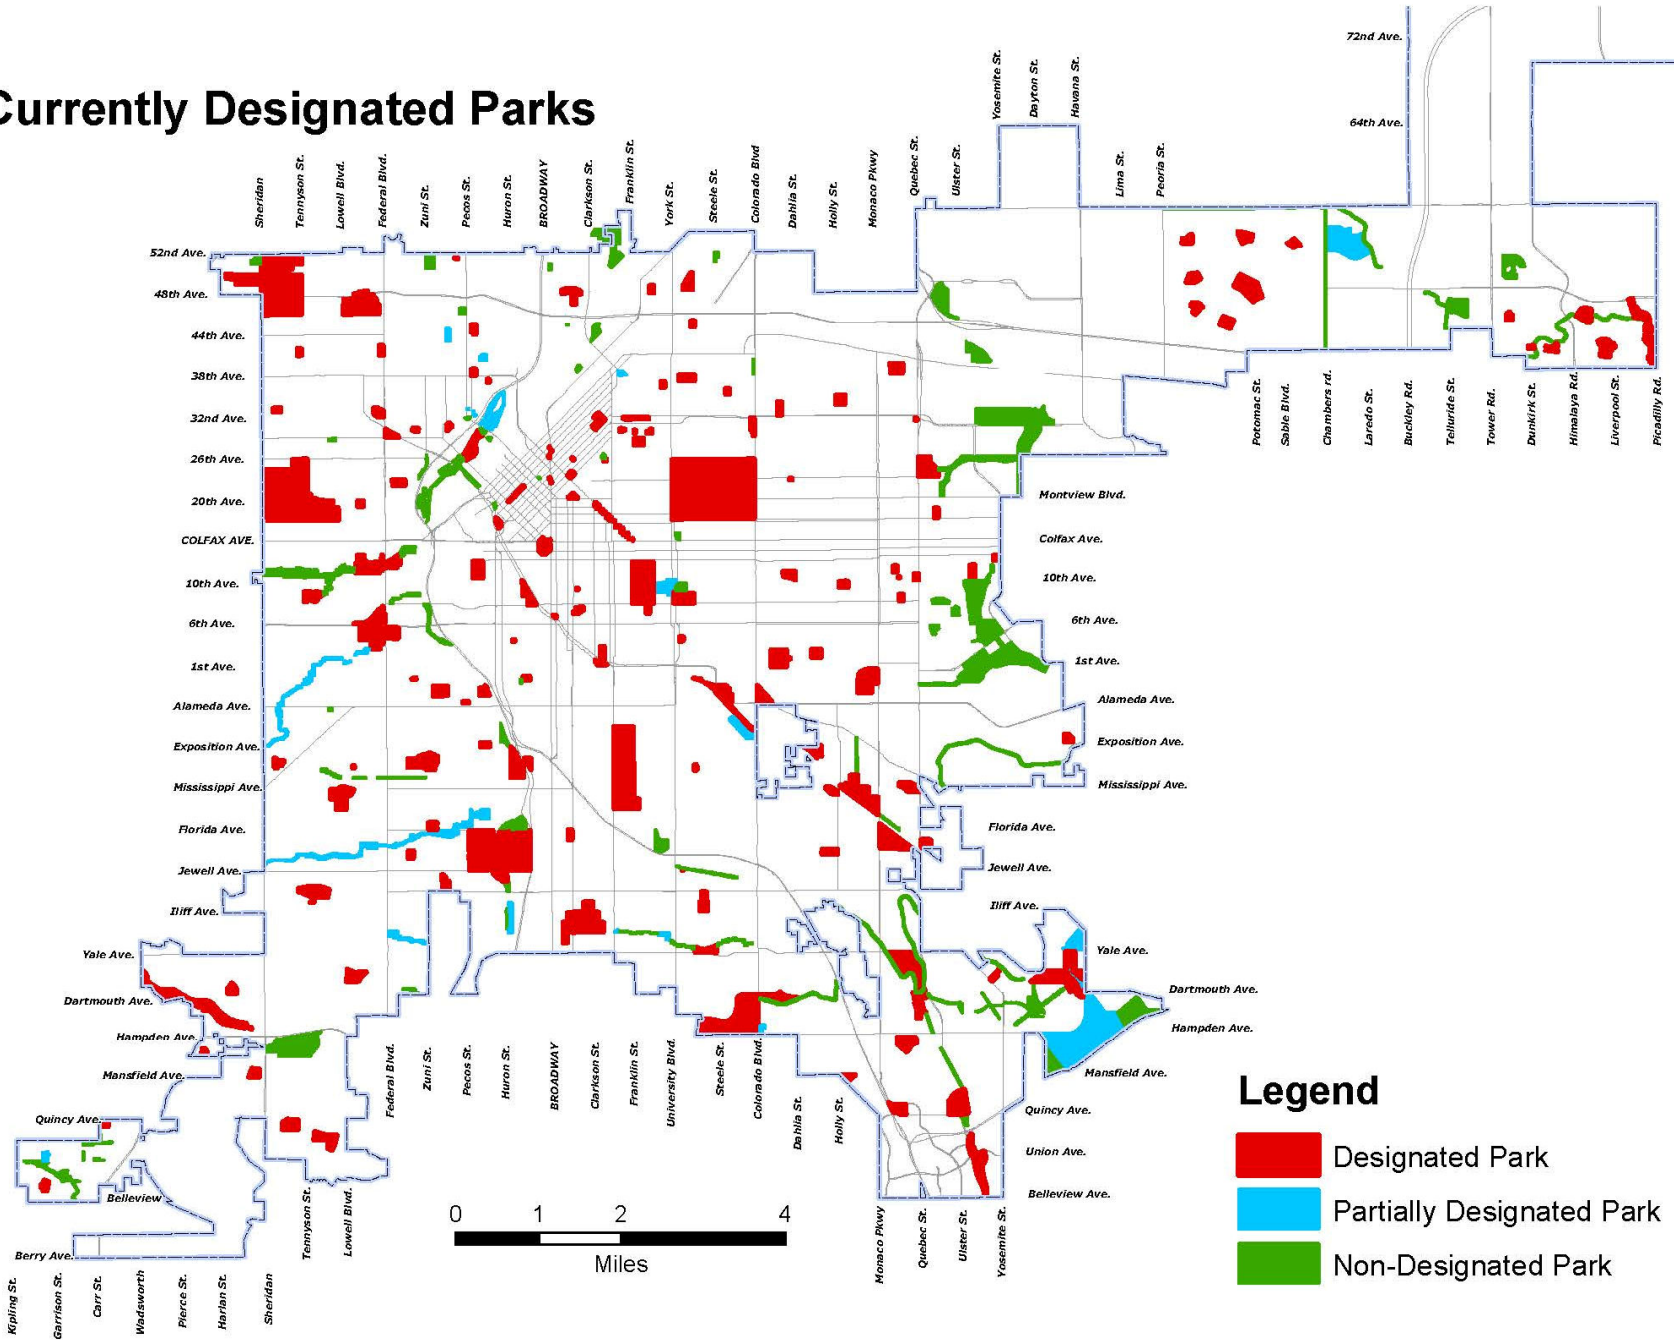 Currently Designated Parks
72nd Ave.
64th Ave.
Yosemite St.
Dayton St.
Havana St.
Sheridan
Tennyson St.
Lowell Blvd.
Federal Blvd.
Zuni St.
Pecos St.
Huron St.
BROADWAY
Clarkson St.
Franklin St.
York St.
Steele St.
Colorado Blvd
Dahlia St.
Holly St.
Monaco Pkwy
Quebec St.
Ulster St.
Lima St.
Peoria St.
52nd Ave.
48th Ave.
44th Ave.
38th Ave.
32nd Ave.
26th Ave.
20th Ave.
COLFAX AVE.
10th Ave.
6th Ave.
1st Ave.
Alameda Ave.
Exposition Ave.
Mississippi Ave.
Florida Ave.
Jewell Ave.
Iliff Ave.
Yale Ave.
Dartmouth Ave.
Hampden Ave.
Mansfield Ave.
Quincy Ave.
Belleview
Berry Ave.
Potomac St.
Sable Blvd.
Chambers rd.
Laredo St.
Buckley Rd.
Telluride St.
Tower Rd.
Dunkirk St.
Himalaya Rd.
Liverpool St.
Picadilly Rd.
Montview Blvd.
Colfax Ave.
10th Ave.
6th Ave.
1st Ave.
Alameda Ave.
Exposition Ave.
Mississippi Ave.
Florida Ave.
Jewell Ave.
Iliff Ave.
Yale Ave.
Dartmouth Ave.
Hampden Ave.
Mansfield Ave.
Quincy Ave.
Union Ave.
Belleview Ave.
Federal Blvd.
Zuni St.
Pecos St.
Huron St.
BROADWAY
Clarkson St.
Franklin St.
University Blvd.
Steele St.
Colorado Blvd.
Dahlia St.
Holly St.
Tennyson St.
Lowell Blvd.
Monaco Pkwy
Quebec St.
Ulster St.
Yosemite St.
Kipling St.
Garrison St.
Carr St.
Wadsworth
Pierce St.
Harlan St.
Sheridan
0 1 2 4
Miles
Legend
Designated Park
Partially Designated Park
Non-Designated Park